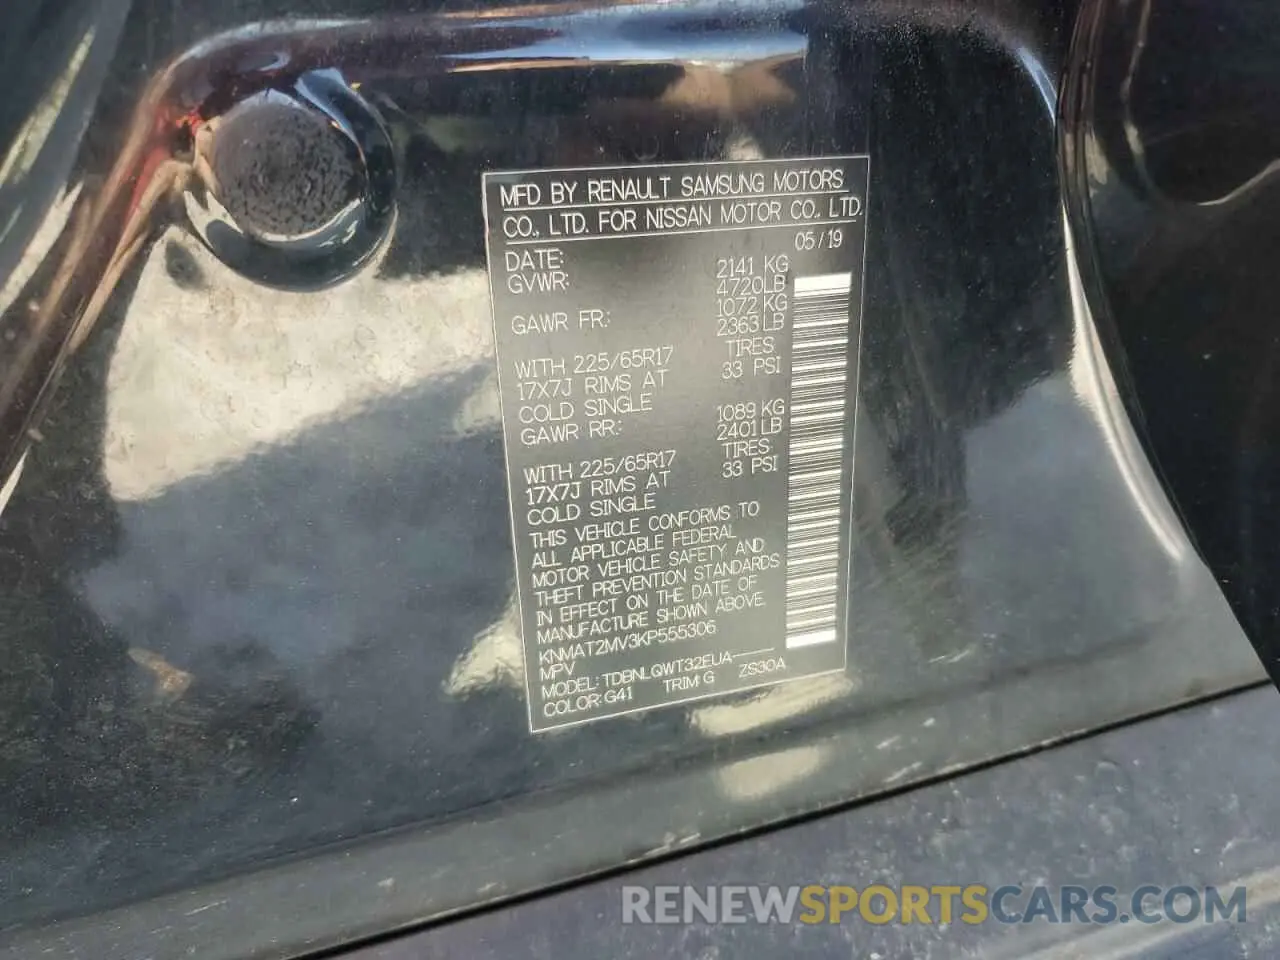 MFD BY RENAULT SAMSUNG MOTORS
CO., LTD. FOR NISSAN MOTOR CO., LTD.
DATE: 05/19
GVWR: 2141 KG
4720LB
GAWR FR: 1072 KG
2363 LB
WITH 225/65R17 TIRES
17X7J RIMS AT 33 PSI
COLD SINGLE
GAWR RR: 1089 KG
2401 LB
WITH 225/65R17 TIRES
17X7J RIMS AT 33 PSI
COLD SINGLE
THIS VEHICLE CONFORMS TO
ALL APPLICABLE FEDERAL
MOTOR VEHICLE SAFETY AND
THEFT PREVENTION STANDARDS
IN EFFECT ON THE DATE OF
MANUFACTURE SHOWN ABOVE.
KNMAT2MV3KP555306
MPV
MODEL: TDBNLQWT32EUA-----
COLOR: G41 TRIM: G ZS30A
RENEWSPORTSCARS.COM